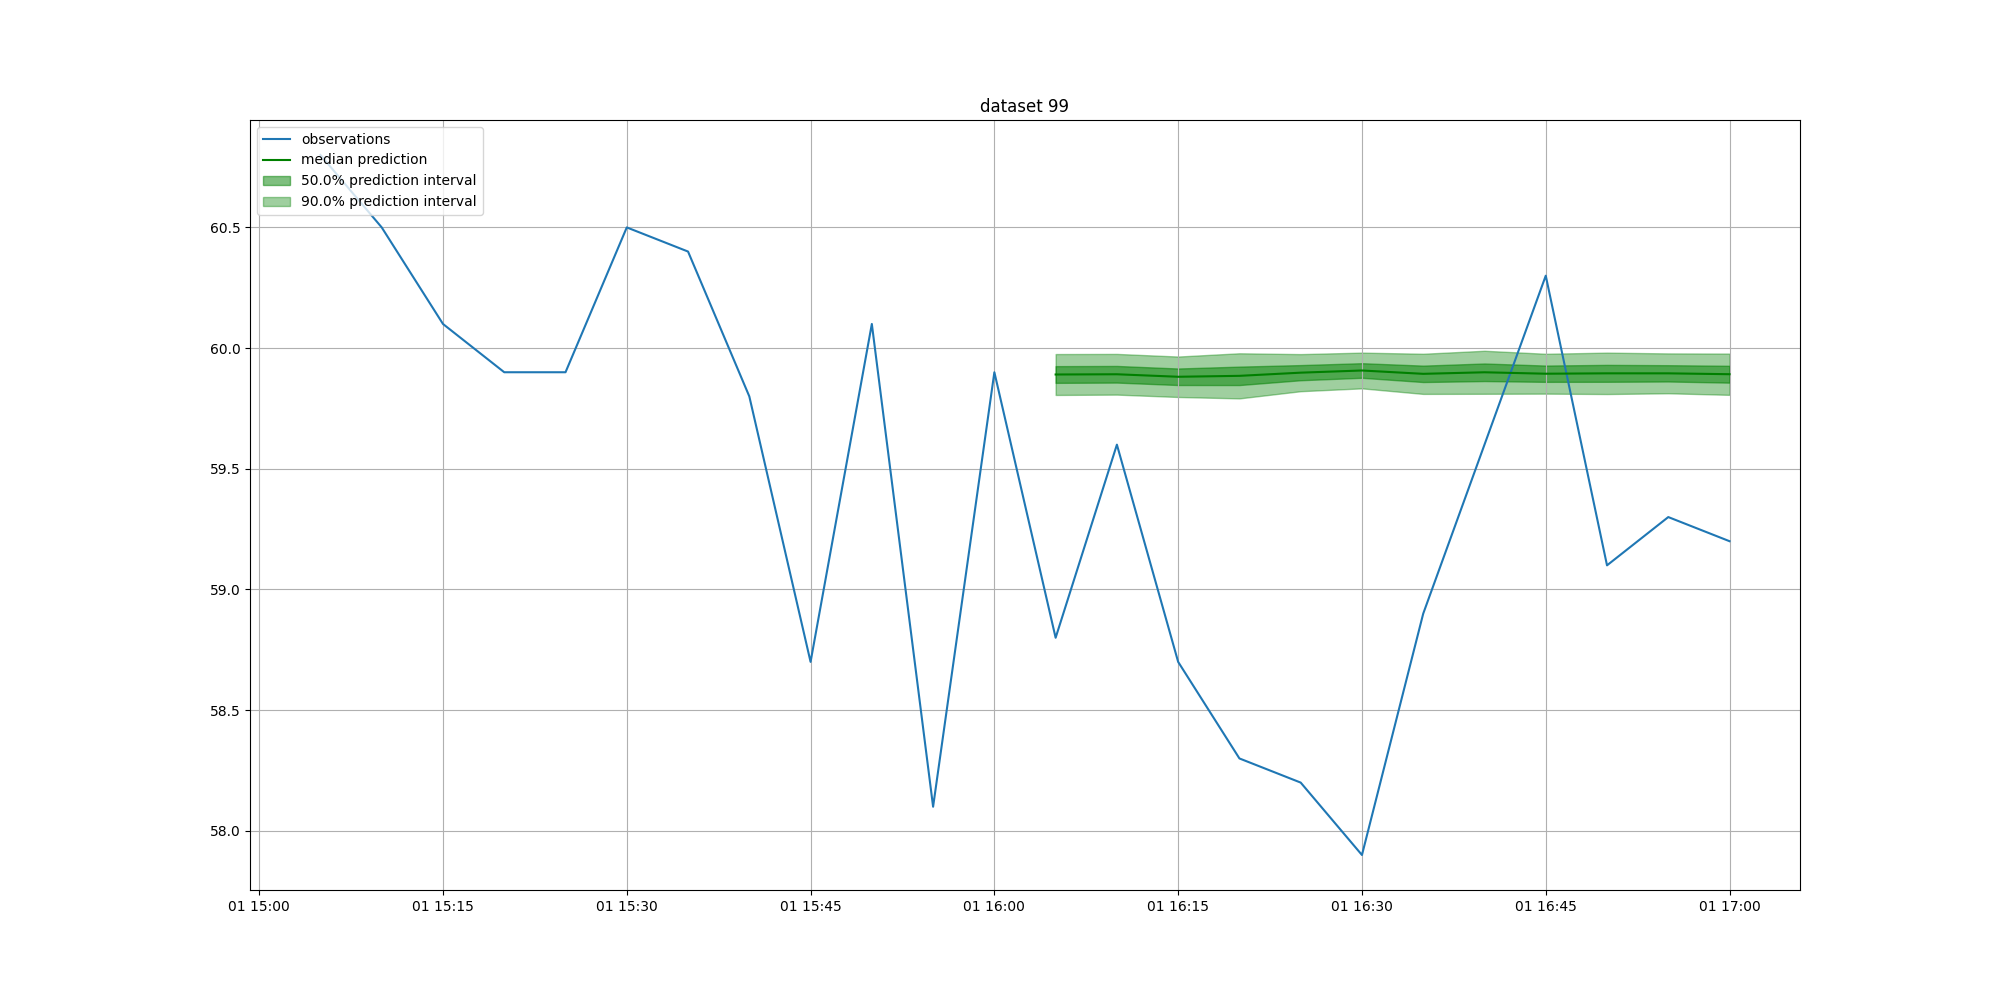 dataset 99
observations
median prediction
50.0% prediction interval
90.0% prediction interval
60.5
60.0
59.5
59.0
58.5
58.0
01 15:00 01 15:15 01 15:30 01 15:45 01 16:00 01 16:15 01 16:30 01 16:45 01 17:00